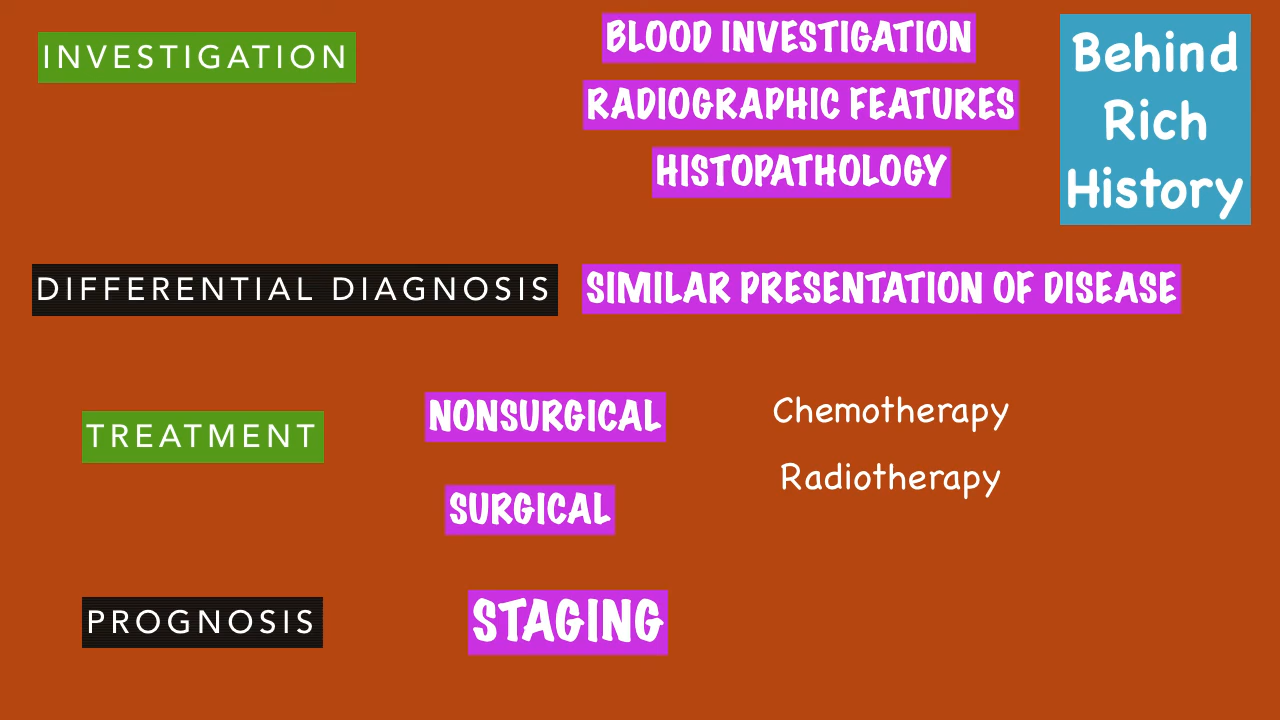 INVESTIGATION
BLOOD INVESTIGATION
RADIOGRAPHIC FEATURES
HISTOPATHOLOGY
Behind
Rich
History
DIFFERENTIAL DIAGNOSIS
SIMILAR PRESENTATION OF DISEASE
TREATMENT
NONSURGICAL
SURGICAL
Chemotherapy
Radiotherapy
PROGNOSIS
STAGING